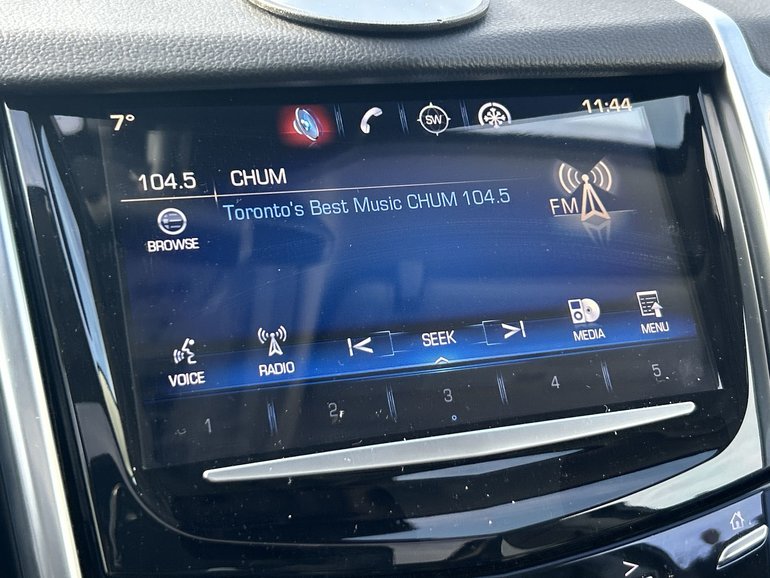 7°
SW
11:44
104.5 CHUM
Toronto's Best Music CHUM 104.5
FM
BROWSE
VOICE
RADIO
SEEK
MEDIA
MENU
1 2 3 4 5